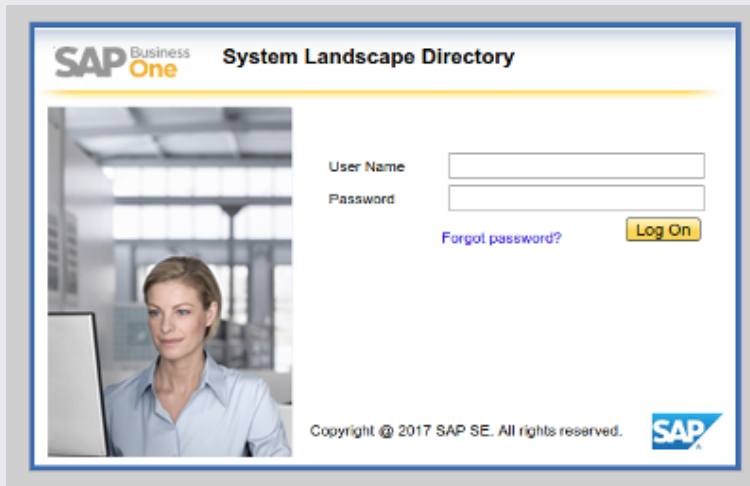 SAP Business One
System Landscape Directory
User Name
Password
Forgot password?
Log On
Copyright @ 2017 SAP SE. All rights reserved.
SAP